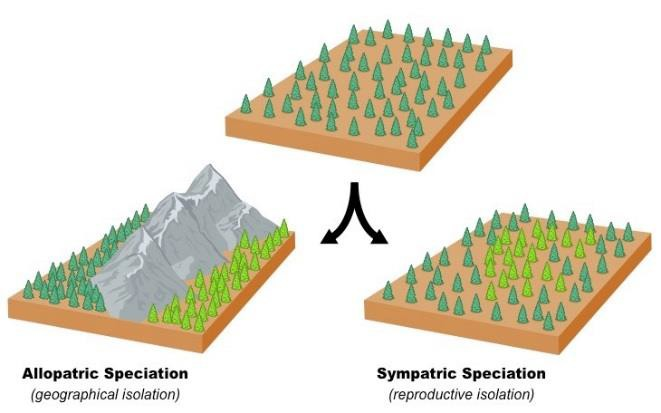 Allopatric Speciation
(geographical isolation)
Sympatric Speciation
(reproductive isolation)